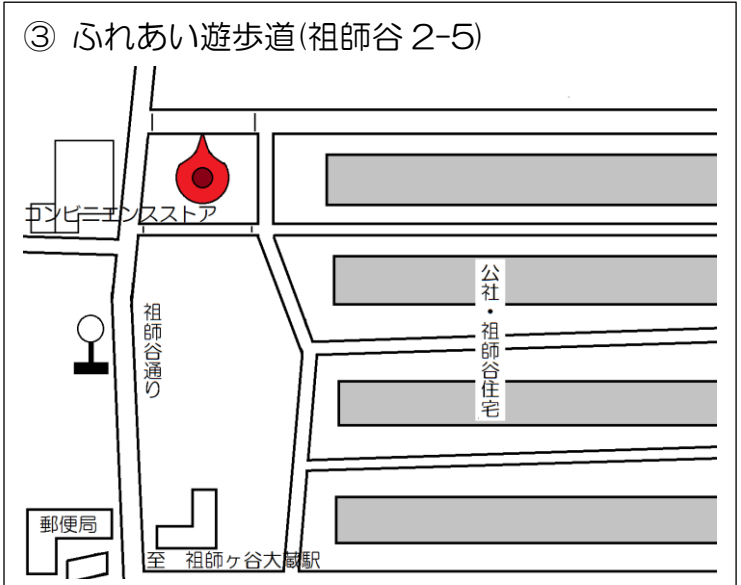 ③ ふれあい遊歩道(祖師谷 2-5)
コンビニエンスストア
祖師谷通り
公社・祖師谷住宅
郵便局
至　祖師ヶ谷大蔵駅